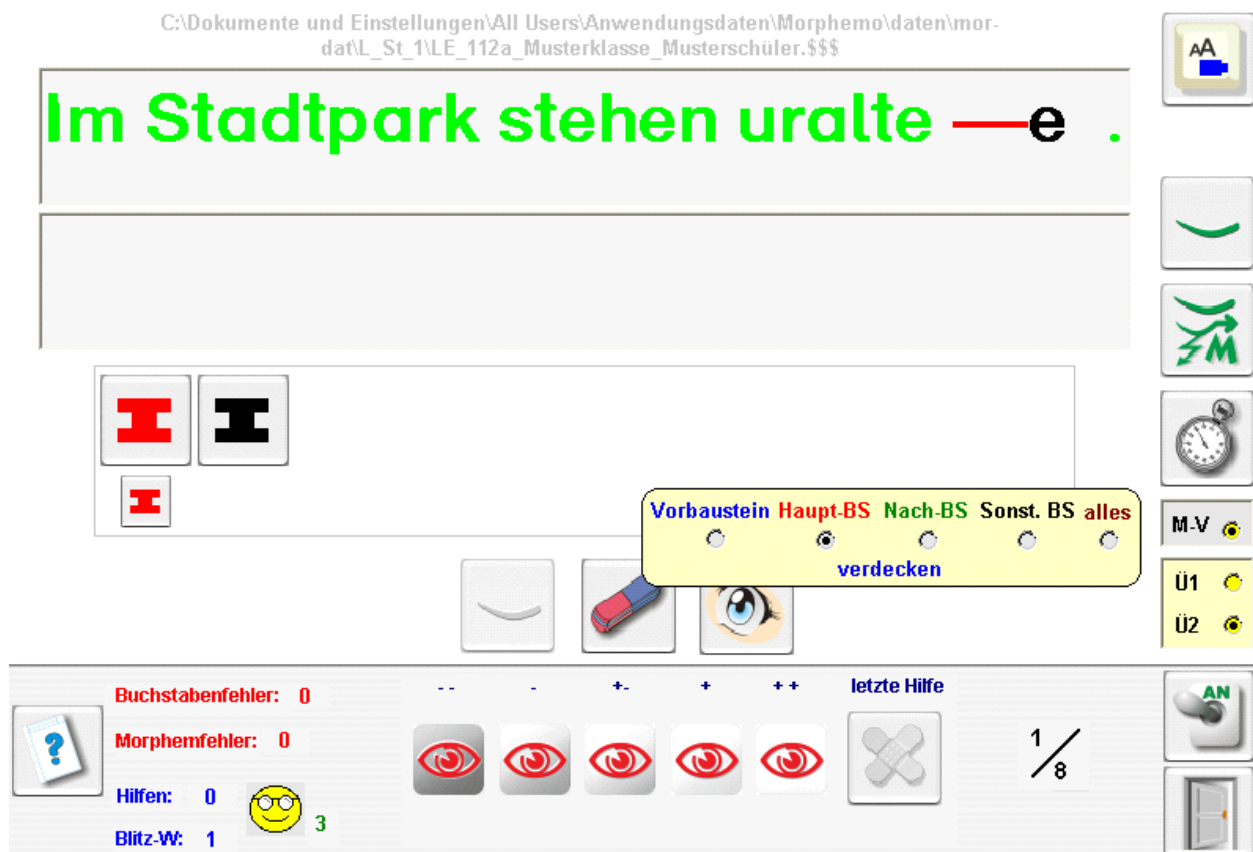 C:\Dokumente und Einstellungen\All Users\Anwendungsdaten\Morphemo\daten\mor-
dat\L_St_1\LE_112a_Musterklasse_Musterschüler.$$$
AA
Im Stadtpark stehen uralte —e .
M
Vorbaustein Haupt-BS Nach-BS Sonst. BS alles
verdecken
M-V
Ü1
Ü2
Buchstabenfehler: 0
Morphemfehler: 0
Hilfen: 0
3
Blitz-W: 1
-- - +- + ++ letzte Hilfe
1/8
AN
?